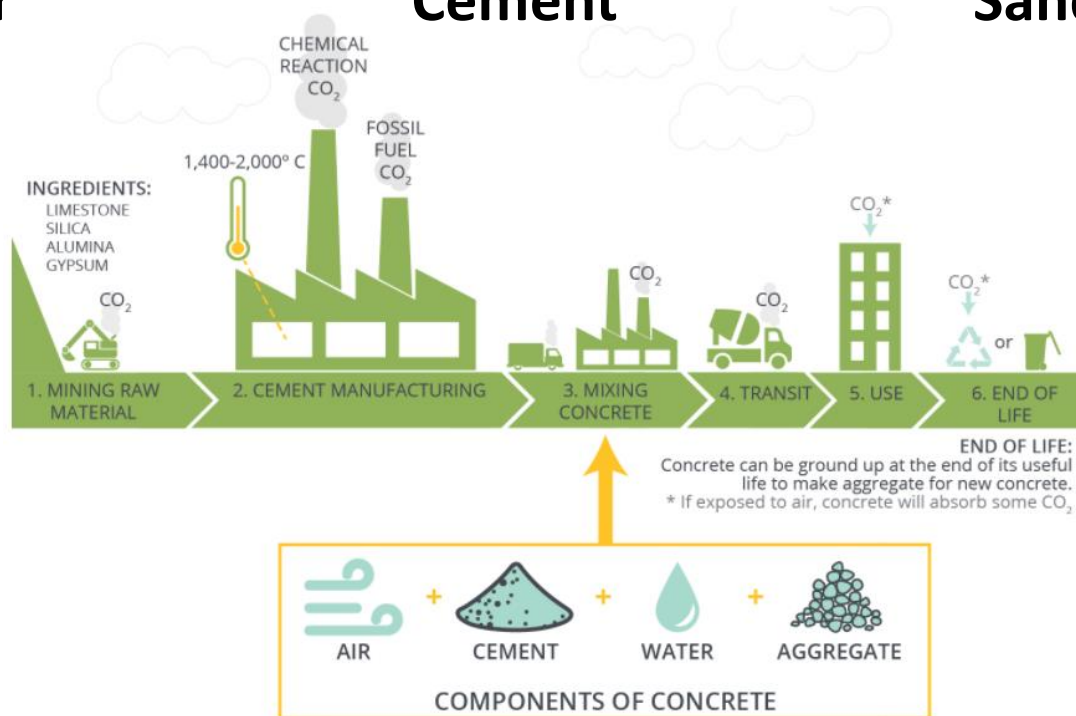 Cement
CHEMICAL
REACTION
CO₂
FOSSIL
FUEL
CO₂
1,400-2,000° C
INGREDIENTS:
LIMESTONE
SILICA
ALUMINA
GYPSUM
CO₂
CO₂
CO₂
CO₂*
CO₂*
or
1. MINING RAW
MATERIAL
2. CEMENT MANUFACTURING
3. MIXING
CONCRETE
4. TRANSIT
5. USE
6. END OF
LIFE
END OF LIFE:
Concrete can be ground up at the end of its useful
life to make aggregate for new concrete.
* If exposed to air, concrete will absorb some CO₂
+
+
+
AIR
CEMENT
WATER
AGGREGATE
COMPONENTS OF CONCRETE